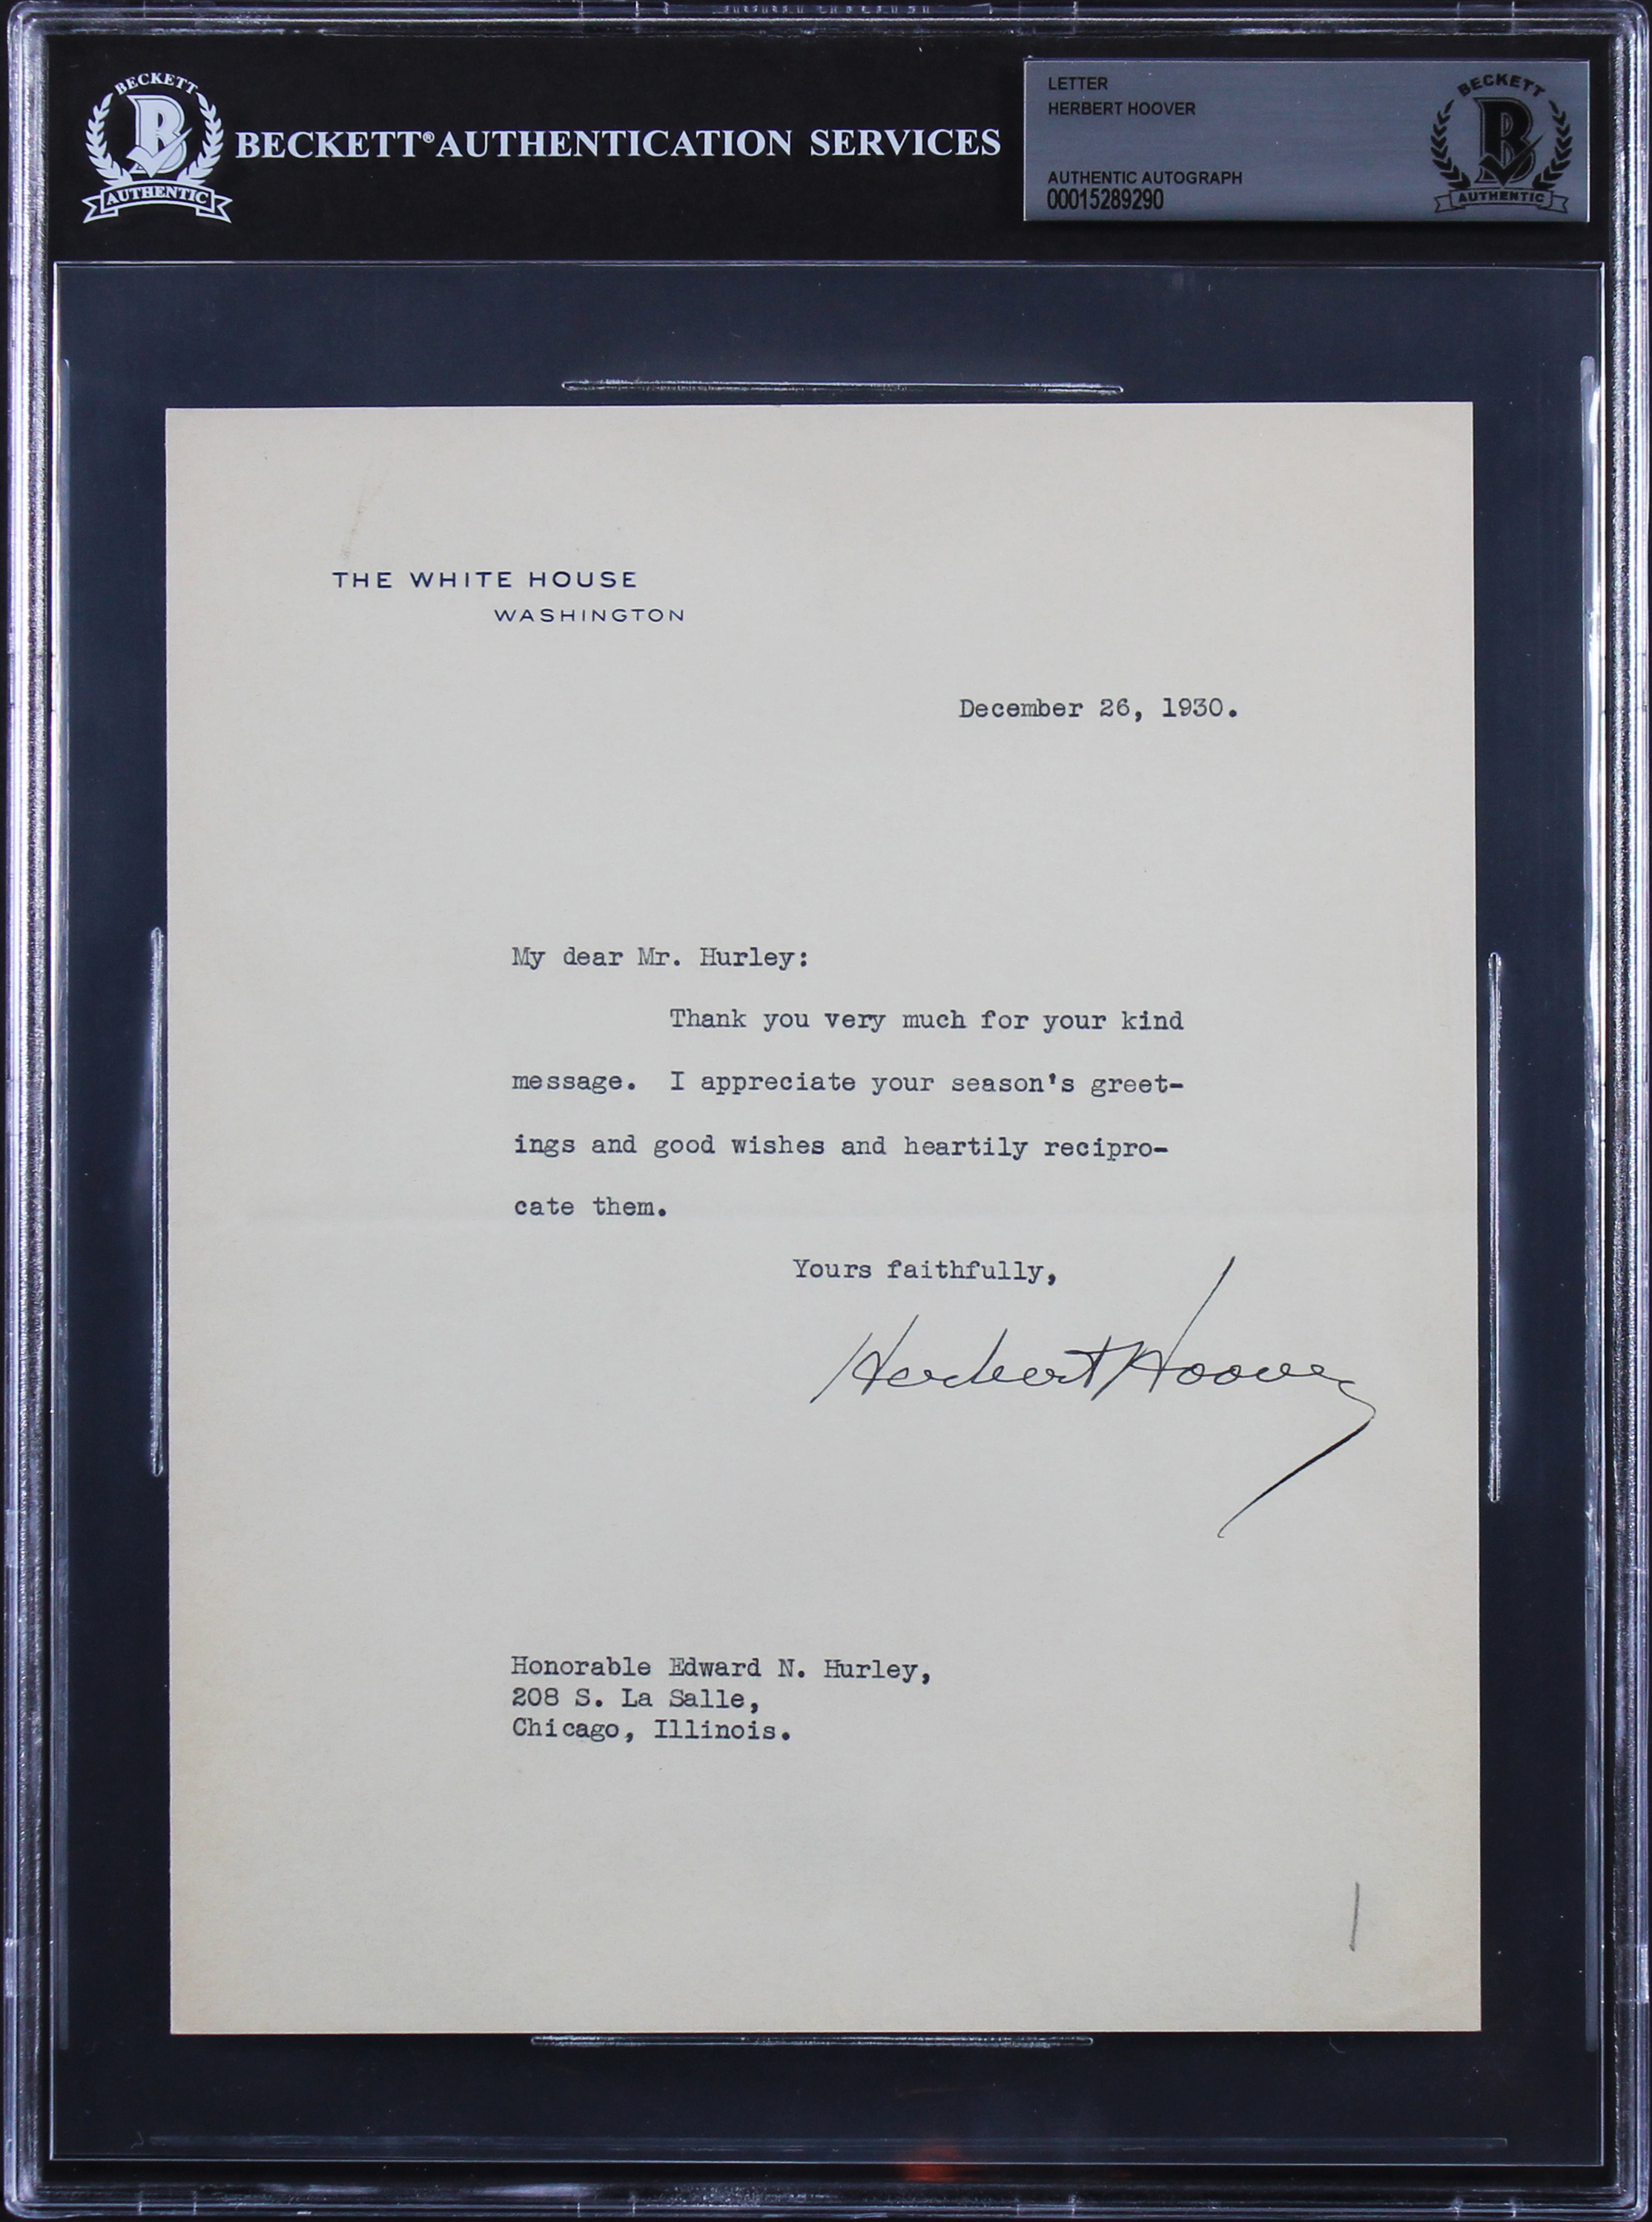 BECKETT
B
AUTHENTIC
BECKETT® AUTHENTICATION SERVICES
LETTER
HERBERT HOOVER
AUTHENTIC AUTOGRAPH
00015289290
BECKETT
B
AUTHENTIC
THE WHITE HOUSE
WASHINGTON
December 26, 1930.
My dear Mr. Hurley:
Thank you very much for your kind
message. I appreciate your season's greet-
ings and good wishes and heartily recipro-
cate them.
Yours faithfully,
Herbert Hoover
Honorable Edward N. Hurley,
208 S. La Salle,
Chicago, Illinois.